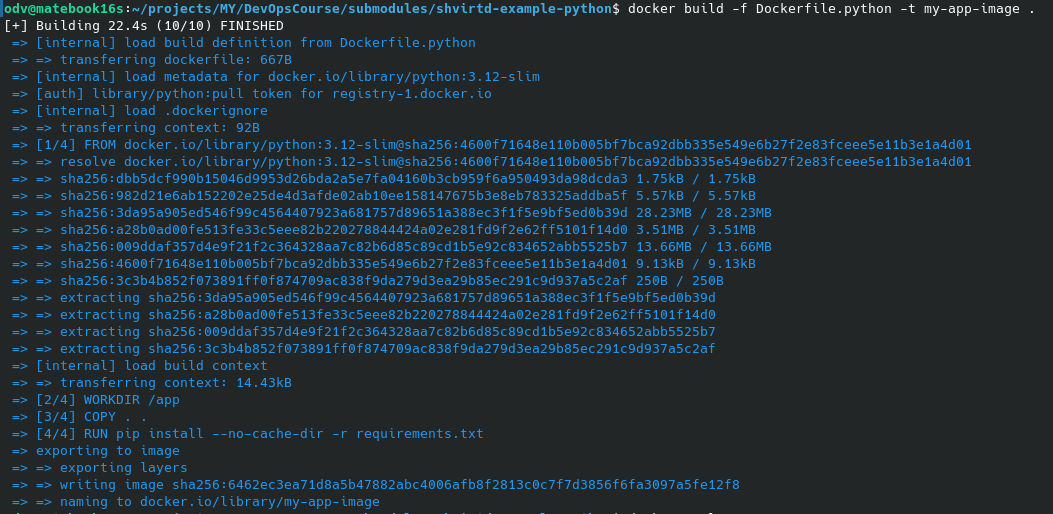 odv@matebook16s:~/projects/MY/DevOpsCourse/submodules/shvirtd-example-python$ docker build -f Dockerfile.python -t my-app-image .
[+] Building 22.4s (10/10) FINISHED
=> [internal] load build definition from Dockerfile.python
=> => transferring dockerfile: 667B
=> [internal] load metadata for docker.io/library/python:3.12-slim
=> [auth] library/python:pull token for registry-1.docker.io
=> [internal] load .dockerignore
=> => transferring context: 92B
=> [1/4] FROM docker.io/library/python:3.12-slim@sha256:4600f71648e110b005bf7bca92dbb335e549e6b27f2e83fceee5e11b3e1a4d01
=> => resolve docker.io/library/python:3.12-slim@sha256:4600f71648e110b005bf7bca92dbb335e549e6b27f2e83fceee5e11b3e1a4d01
=> => sha256:dbb5dcf990b15046d9953d26bda2a5e7fa04160b3cb959f6a950493da98dcda3 1.75kB / 1.75kB
=> => sha256:982d21e6ab152202e25de4d3afde02ab10ee158147675b3e8eb783325addba5f 5.57kB / 5.57kB
=> => sha256:3da95a905ed546f99c4564407923a681757d89651a388ec3f1f5e9bf5ed0b39d 28.23MB / 28.23MB
=> => sha256:a28b0ad00fe513fe33c5eee82b220278844424a02e281fd9f2e62ff5101f14d0 3.51MB / 3.51MB
=> => sha256:009ddaf357d4e9f21f2c364328aa7c82b6d85c89cd1b5e92c834652abb5525b7 13.66MB / 13.66MB
=> => sha256:4600f71648e110b005bf7bca92dbb335e549e6b27f2e83fceee5e11b3e1a4d01 9.13kB / 9.13kB
=> => sha256:3c3b4b852f073891ff0f874709ac838f9da279d3ea29b85ec291c9d937a5c2af 250B / 250B
=> => extracting sha256:3da95a905ed546f99c4564407923a681757d89651a388ec3f1f5e9bf5ed0b39d
=> => extracting sha256:a28b0ad00fe513fe33c5eee82b220278844424a02e281fd9f2e62ff5101f14d0
=> => extracting sha256:009ddaf357d4e9f21f2c364328aa7c82b6d85c89cd1b5e92c834652abb5525b7
=> => extracting sha256:3c3b4b852f073891ff0f874709ac838f9da279d3ea29b85ec291c9d937a5c2af
=> [internal] load build context
=> => transferring context: 14.43kB
=> [2/4] WORKDIR /app
=> [3/4] COPY . .
=> [4/4] RUN pip install --no-cache-dir -r requirements.txt
=> exporting to image
=> => exporting layers
=> => writing image sha256:6462ec3ea71d8a5b47882abc4006afb8f2813c0c7f7d3856f6fa3097a5fe12f8
=> => naming to docker.io/library/my-app-image